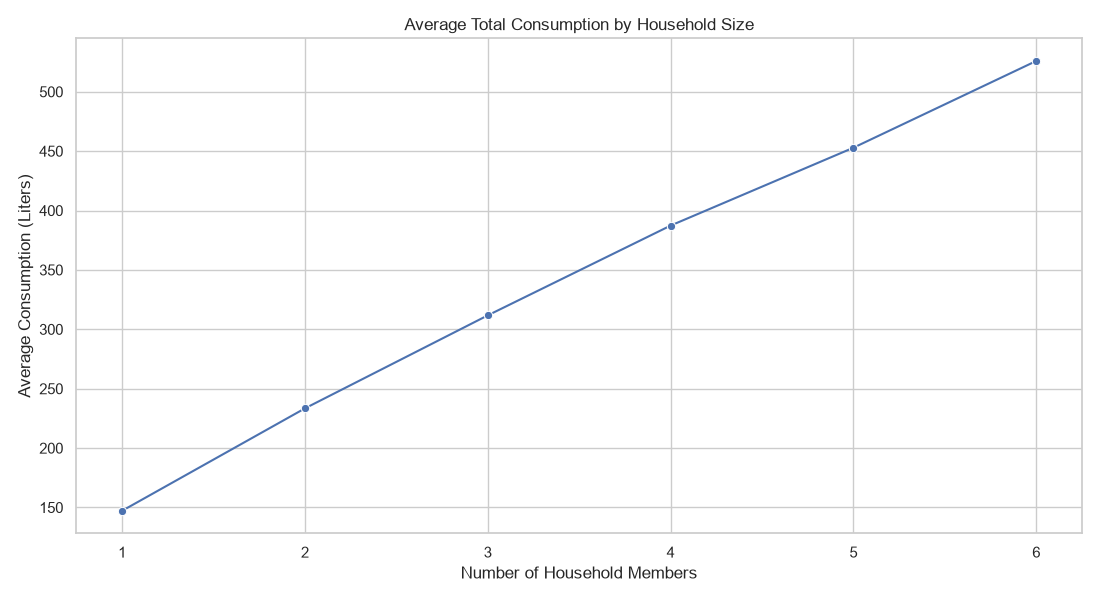 Average Total Consumption by Household Size
Average Consumption (Liters)
500
450
400
350
300
250
200
150
1 2 3 4 5 6
Number of Household Members